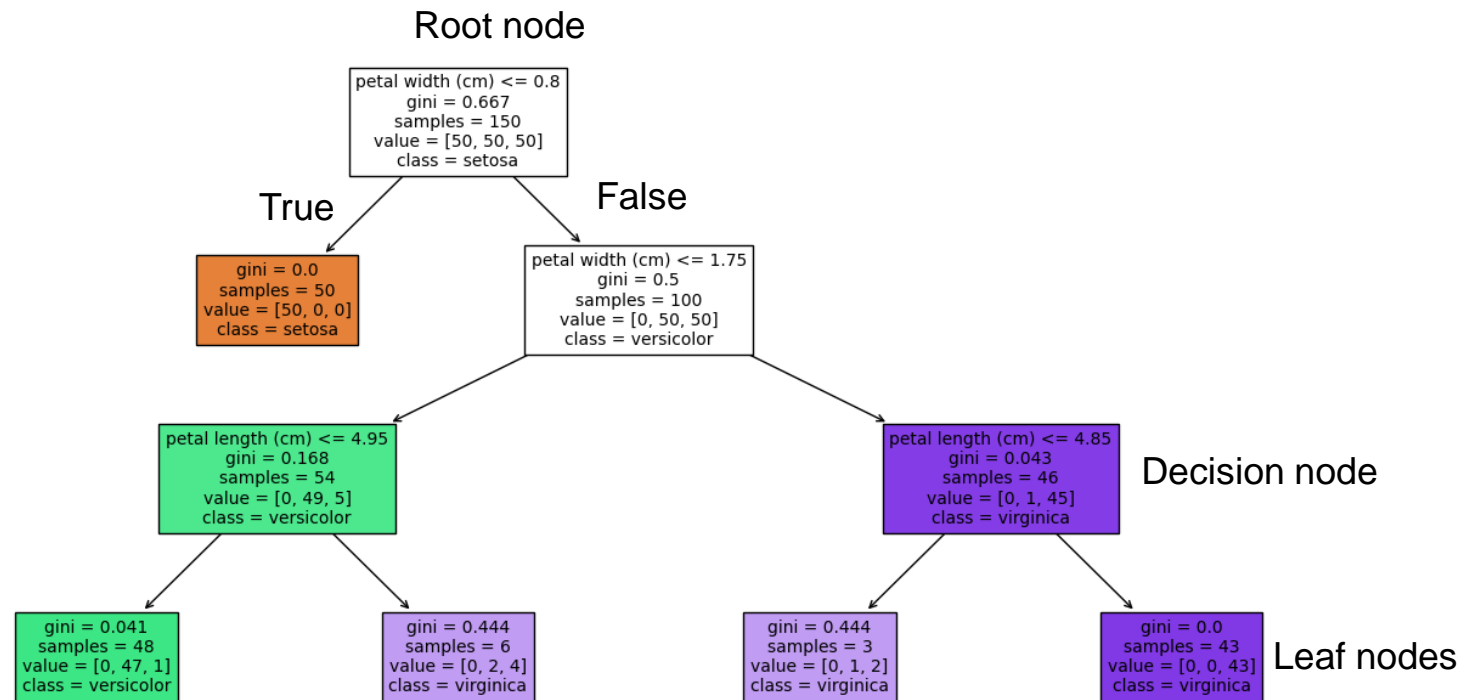 Root node
petal width (cm) <= 0.8
gini = 0.667
samples = 150
value = [50, 50, 50]
class = setosa
True
False
gini = 0.0
samples = 50
value = [50, 0, 0]
class = setosa
petal width (cm) <= 1.75
gini = 0.5
samples = 100
value = [0, 50, 50]
class = versicolor
petal length (cm) <= 4.95
gini = 0.168
samples = 54
value = [0, 49, 5]
class = versicolor
petal length (cm) <= 4.85
gini = 0.043
samples = 46
value = [0, 1, 45]
class = virginica
Decision node
gini = 0.041
samples = 48
value = [0, 47, 1]
class = versicolor
gini = 0.444
samples = 6
value = [0, 2, 4]
class = virginica
gini = 0.444
samples = 3
value = [0, 1, 2]
class = virginica
gini = 0.0
samples = 43
value = [0, 0, 43]
class = virginica
Leaf nodes